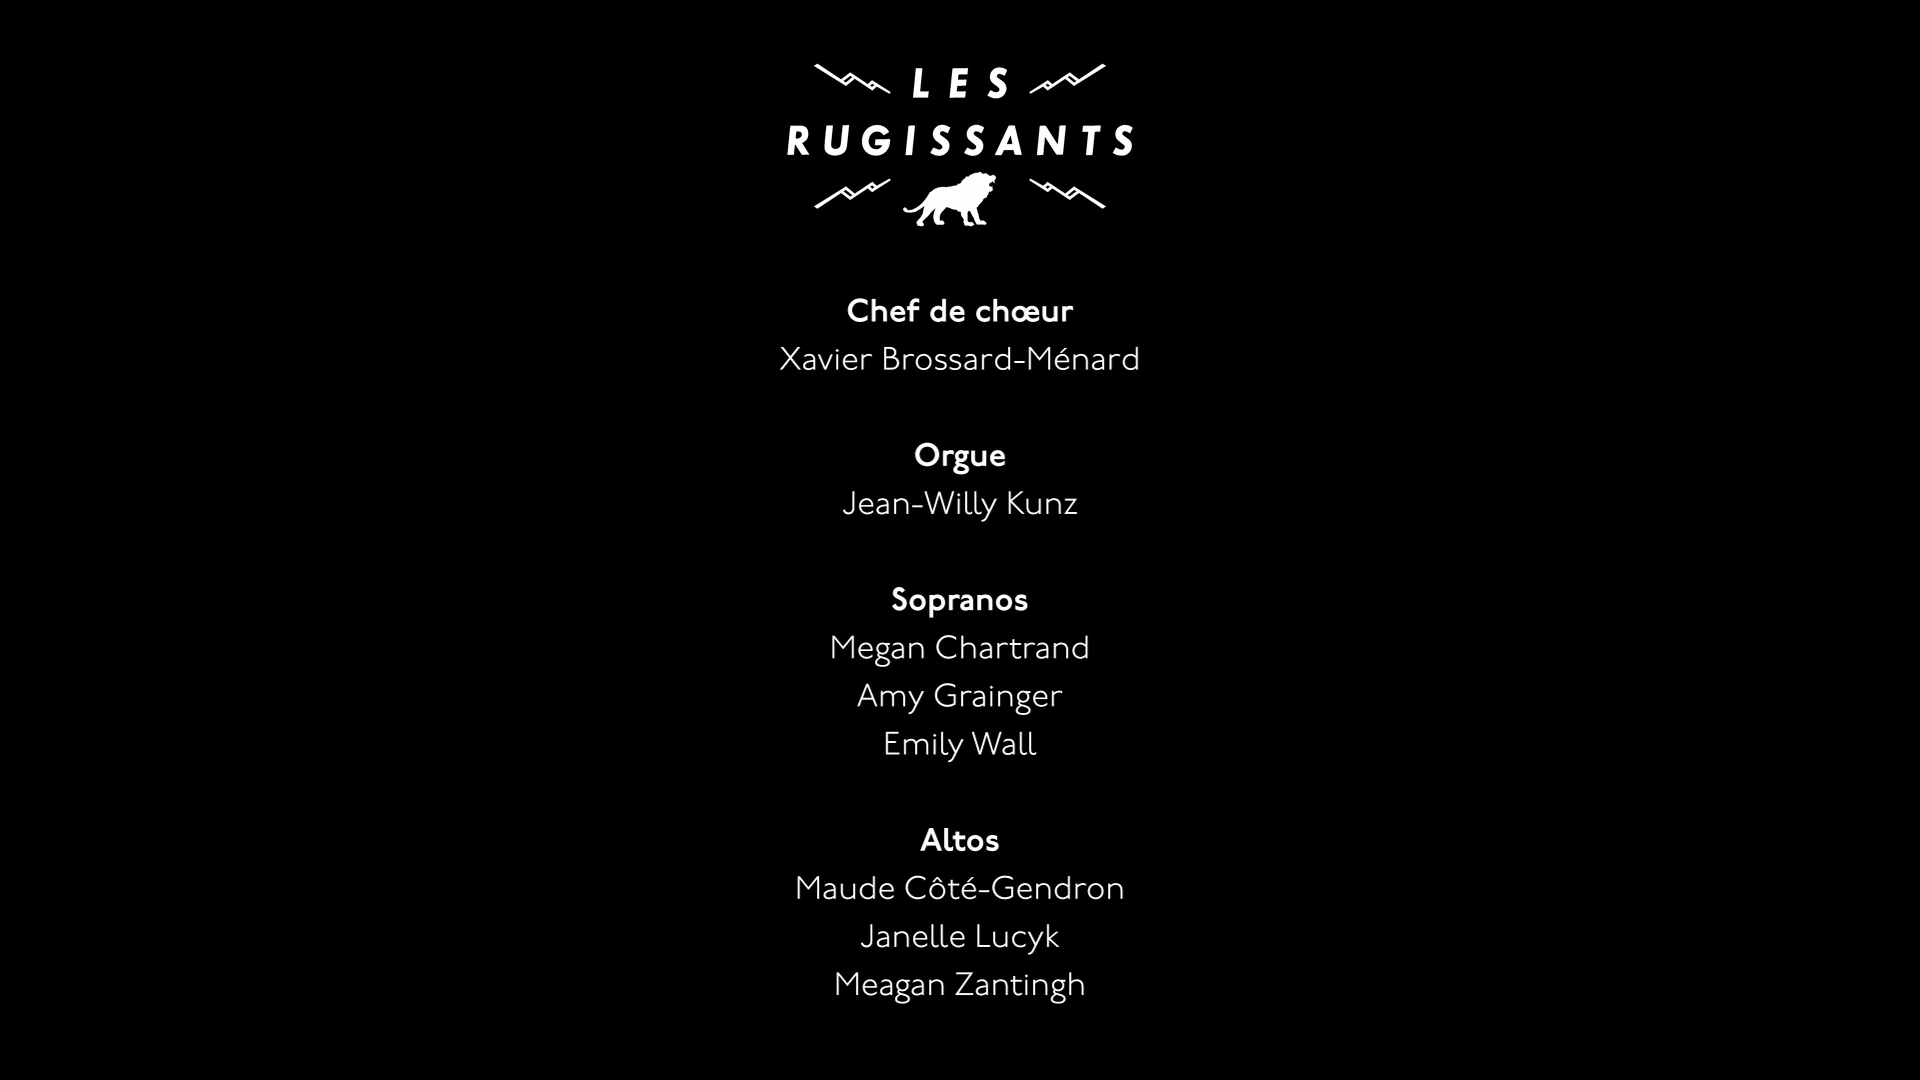 LES
RUGISSANTS
Chef de chœur
Xavier Brossard-Ménard
Orgue
Jean-Willy Kunz
Sopranos
Megan Chartrand
Amy Grainger
Emily Wall
Altos
Maude Côté-Gendron
Janelle Lucyk
Meagan Zantingh